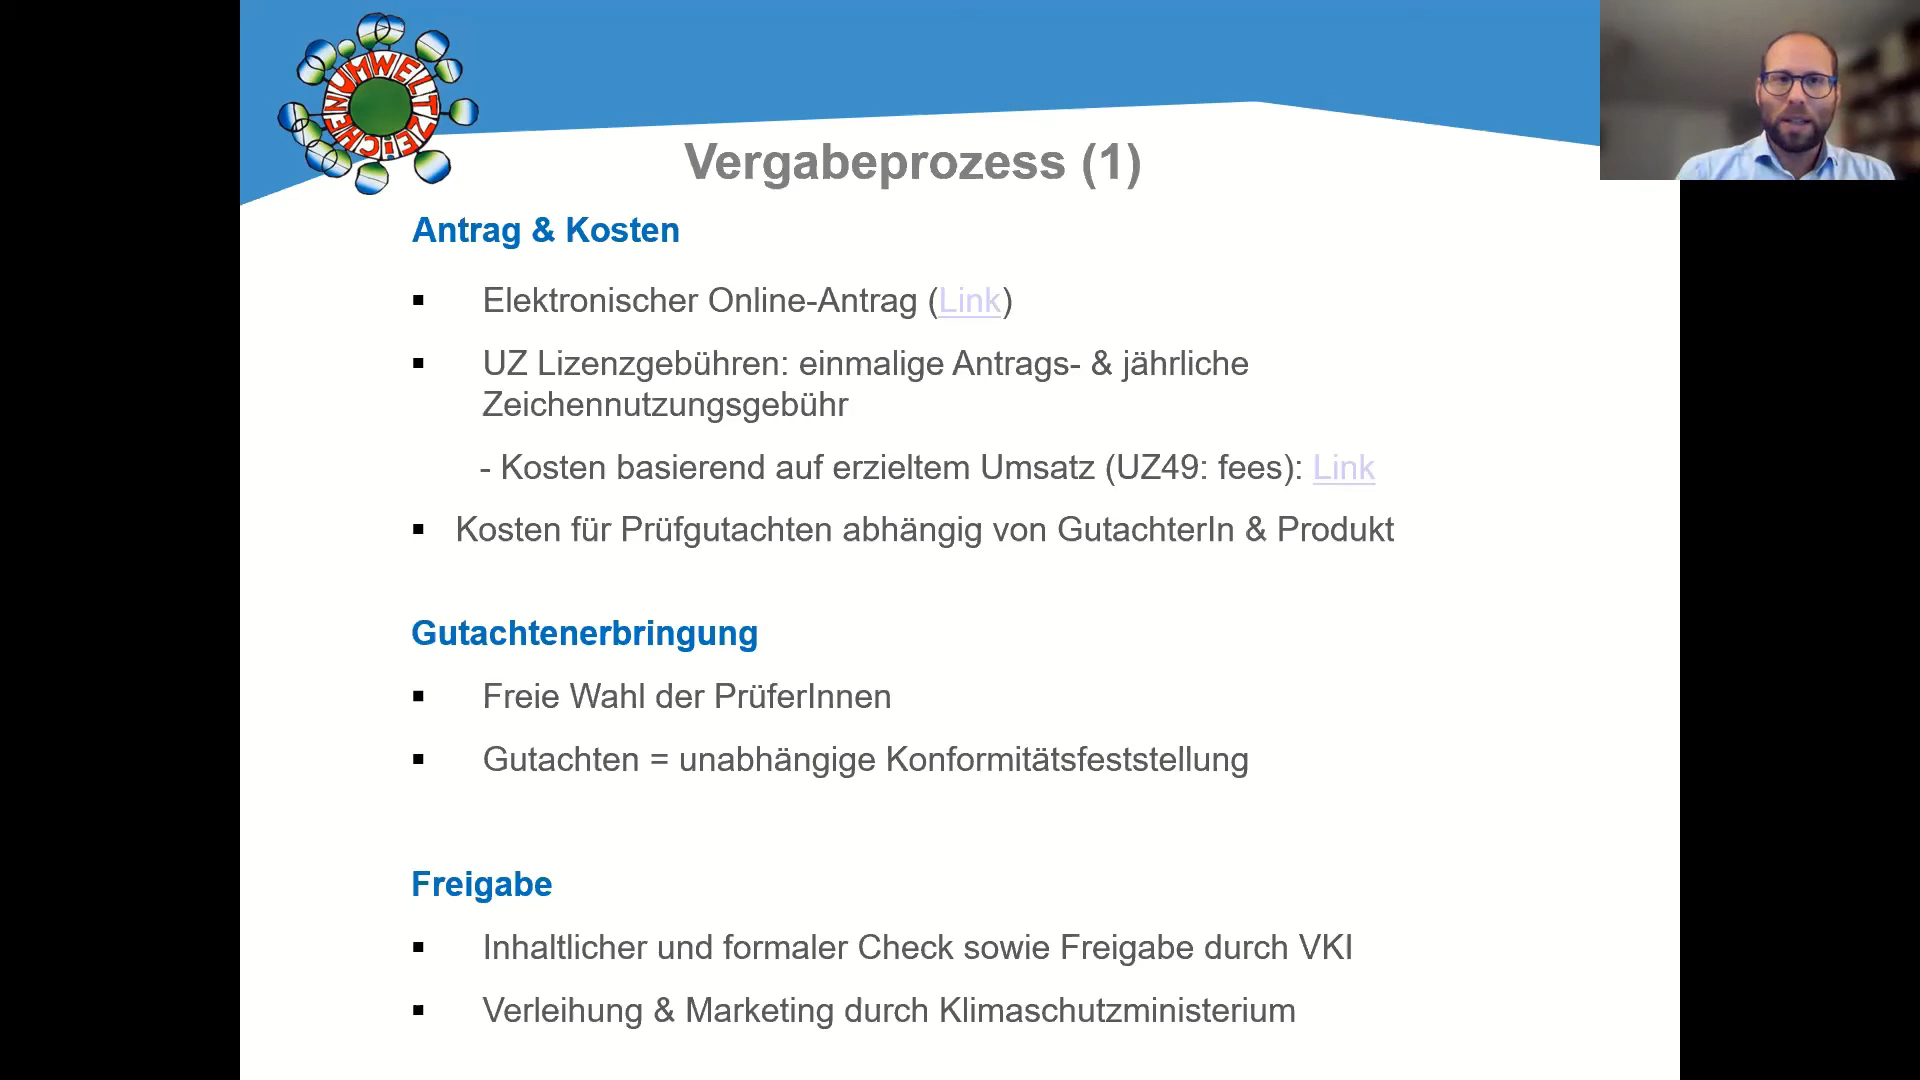 UMWELTZEICHEN
Vergabeprozess (1)
Antrag & Kosten
▪ Elektronischer Online-Antrag (Link)
▪ UZ Lizenzgebühren: einmalige Antrags- & jährliche
Zeichennutzungsgebühr
- Kosten basierend auf erzieltem Umsatz (UZ49: fees): Link
▪ Kosten für Prüfgutachten abhängig von GutachterIn & Produkt
Gutachtenerbringung
▪ Freie Wahl der PrüferInnen
▪ Gutachten = unabhängige Konformitätsfeststellung
Freigabe
▪ Inhaltlicher und formaler Check sowie Freigabe durch VKI
▪ Verleihung & Marketing durch Klimaschutzministerium